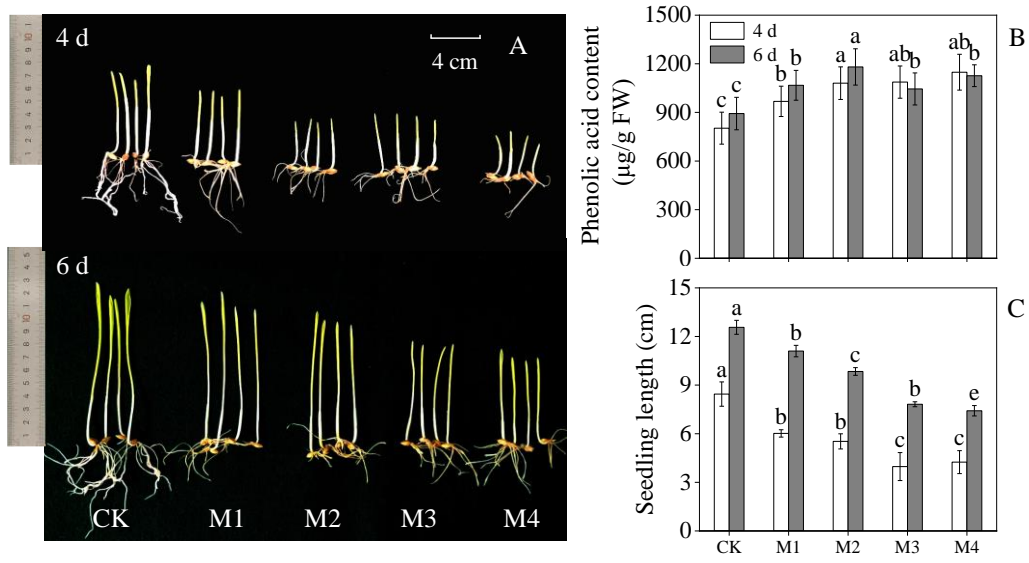 4 d
A
4 cm
6 d
CK M1 M2 M3 M4
B
Phenolic acid content
(μg/g FW)
1500
1200
900
600
300
0
4 d
6 d
c c b b a a ab b ab b
C
Seedling length (cm)
15
12
9
6
3
0
a a b b b c c b c e
CK M1 M2 M3 M4